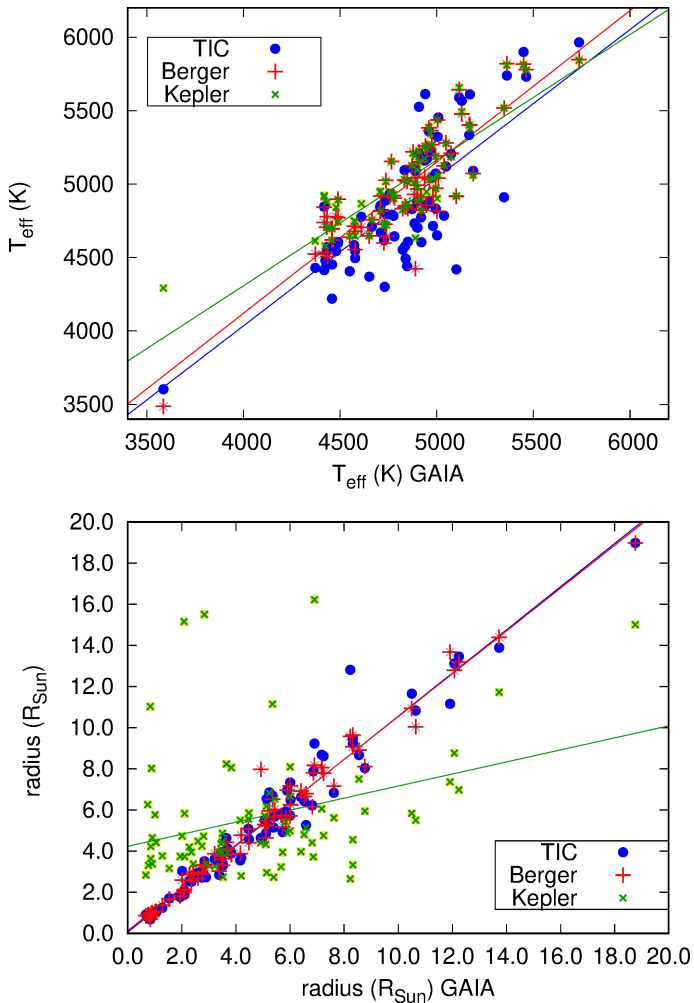 6000
5500
5000
4500
4000
3500
T_eff (K)
TIC
Berger
Kepler
3500 4000 4500 5000 5500 6000
T_eff (K) GAIA
20.0
18.0
16.0
14.0
12.0
10.0
8.0
6.0
4.0
2.0
0.0
radius (R_Sun)
TIC
Berger
Kepler
0.0 2.0 4.0 6.0 8.0 10.0 12.0 14.0 16.0 18.0 20.0
radius (R_Sun) GAIA